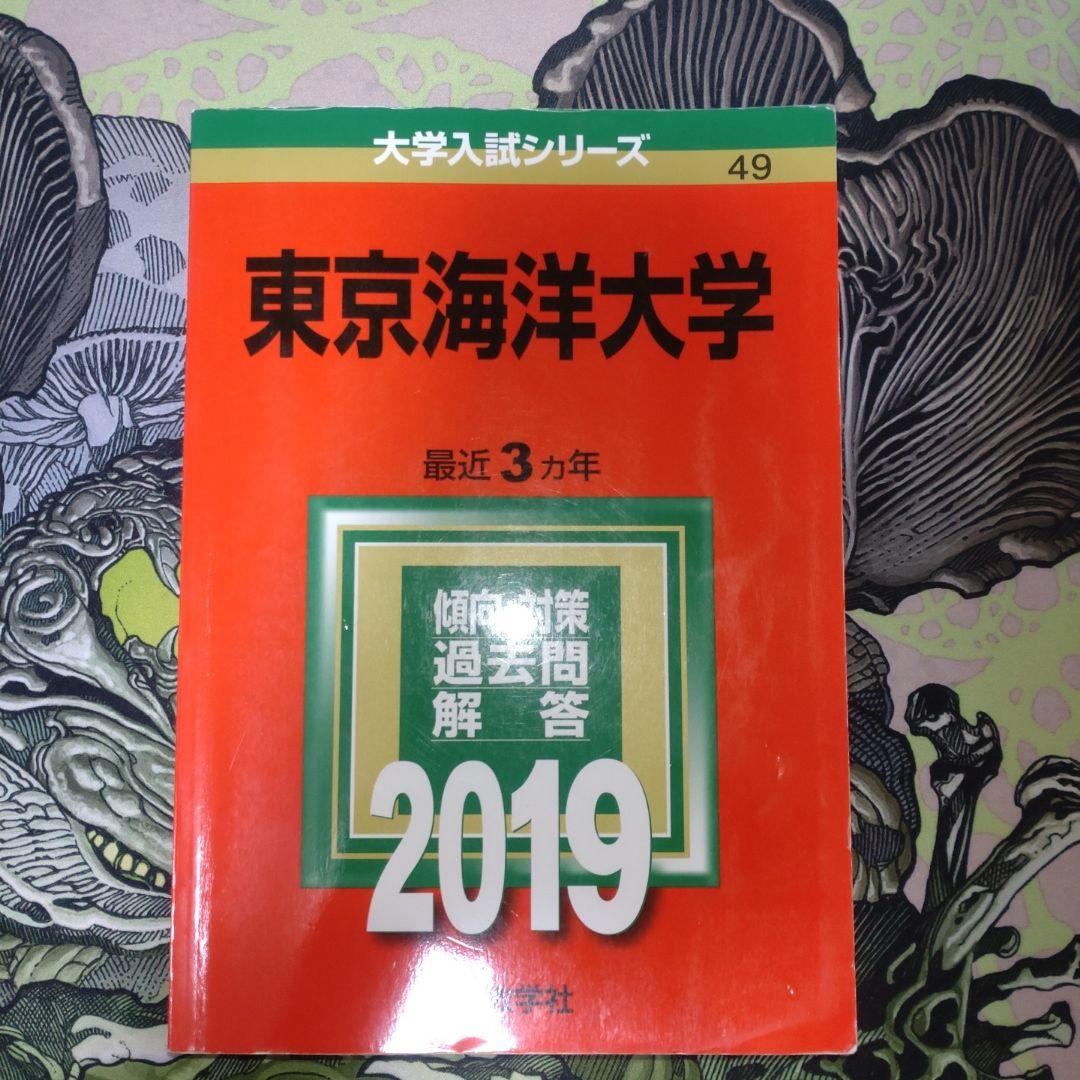 大学入試シリーズ
49
東京海洋大学
最近3ヵ年
傾向・対策
過去問
解答
2019
学社